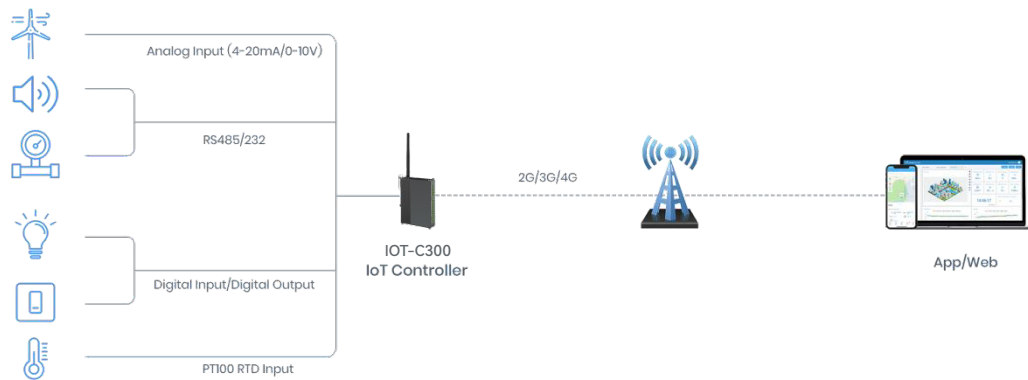 Analog Input (4-20mA/0-10V)
RS485/232
2G/3G/4G
IOT-C300
IoT Controller
App/Web
Digital Input/Digital Output
PT100 RTD Input